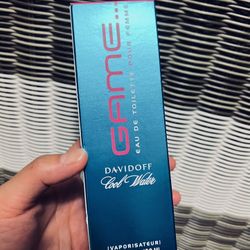 GAME...
EAU DE TOILETTE POUR FEMME
DAVIDOFF
Cool Water
(VAPORISATEUR)